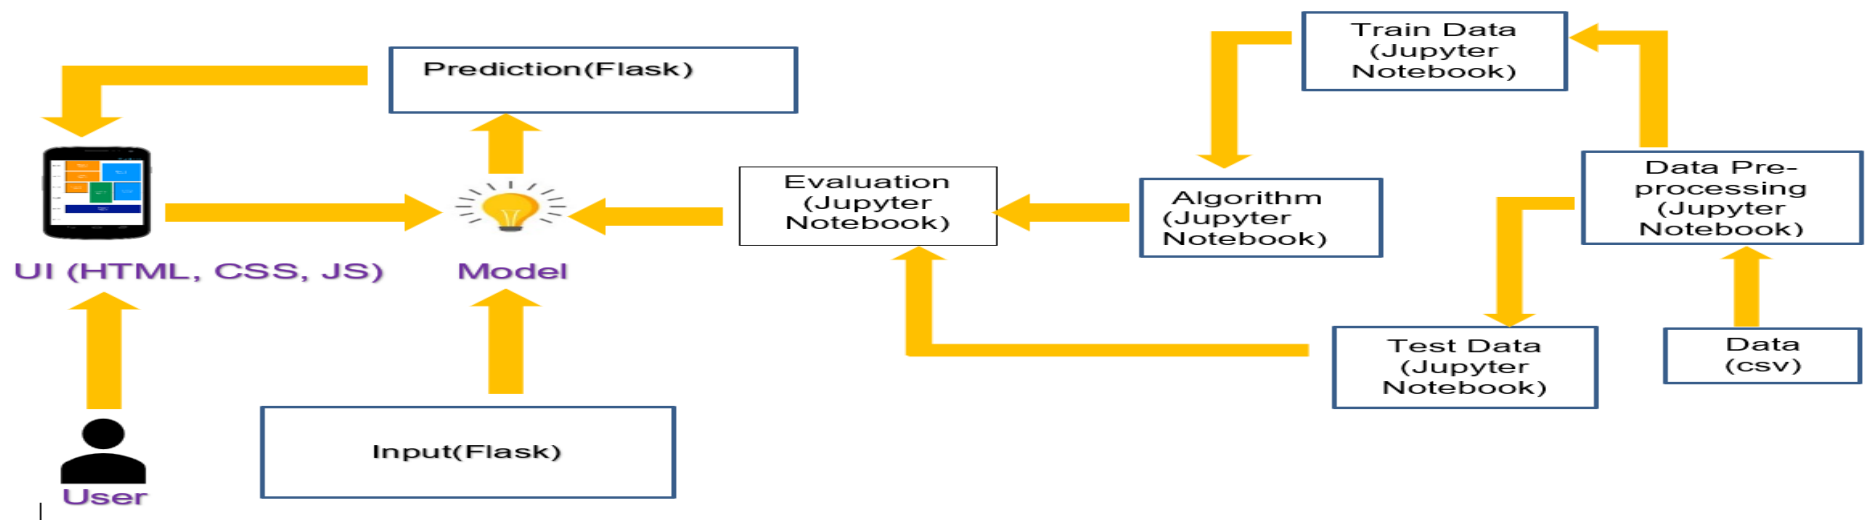 Prediction(Flask)
UI (HTML, CSS, JS)
Model
User
Input(Flask)
Evaluation
(Jupyter
Notebook)
Algorithm
(Jupyter
Notebook)
Train Data
(Jupyter
Notebook)
Data Pre-
processing
(Jupyter
Notebook)
Test Data
(Jupyter
Notebook)
Data
(csv)